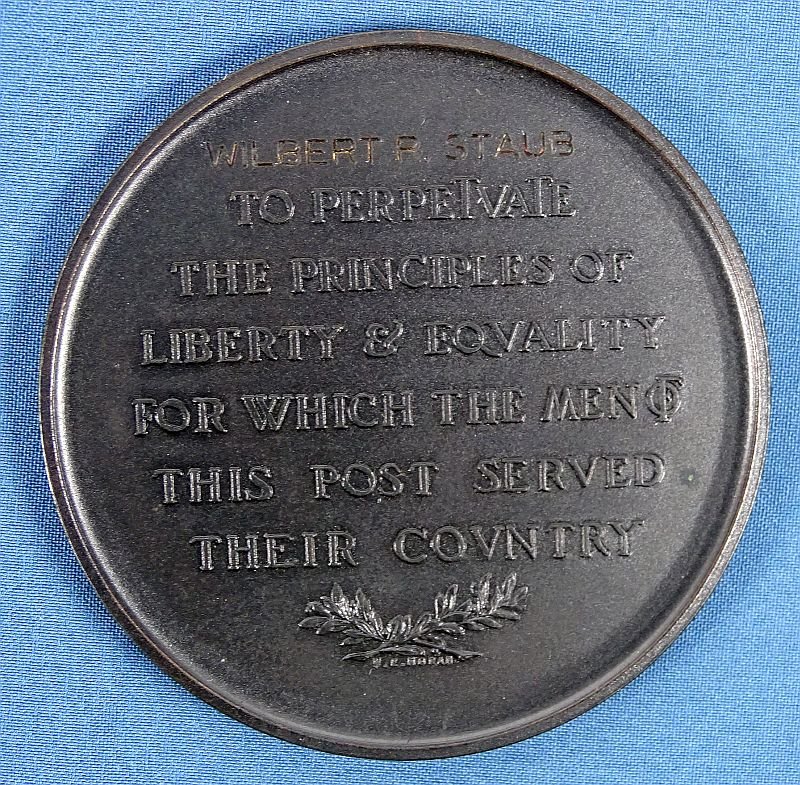 WILBERT R. STAUB
TO PERPETVATE
THE PRINCIPLES OF
LIBERTY & EQVALITY
FOR WHICH THE MEN OF
THIS POST SERVED
THEIR COVNTRY